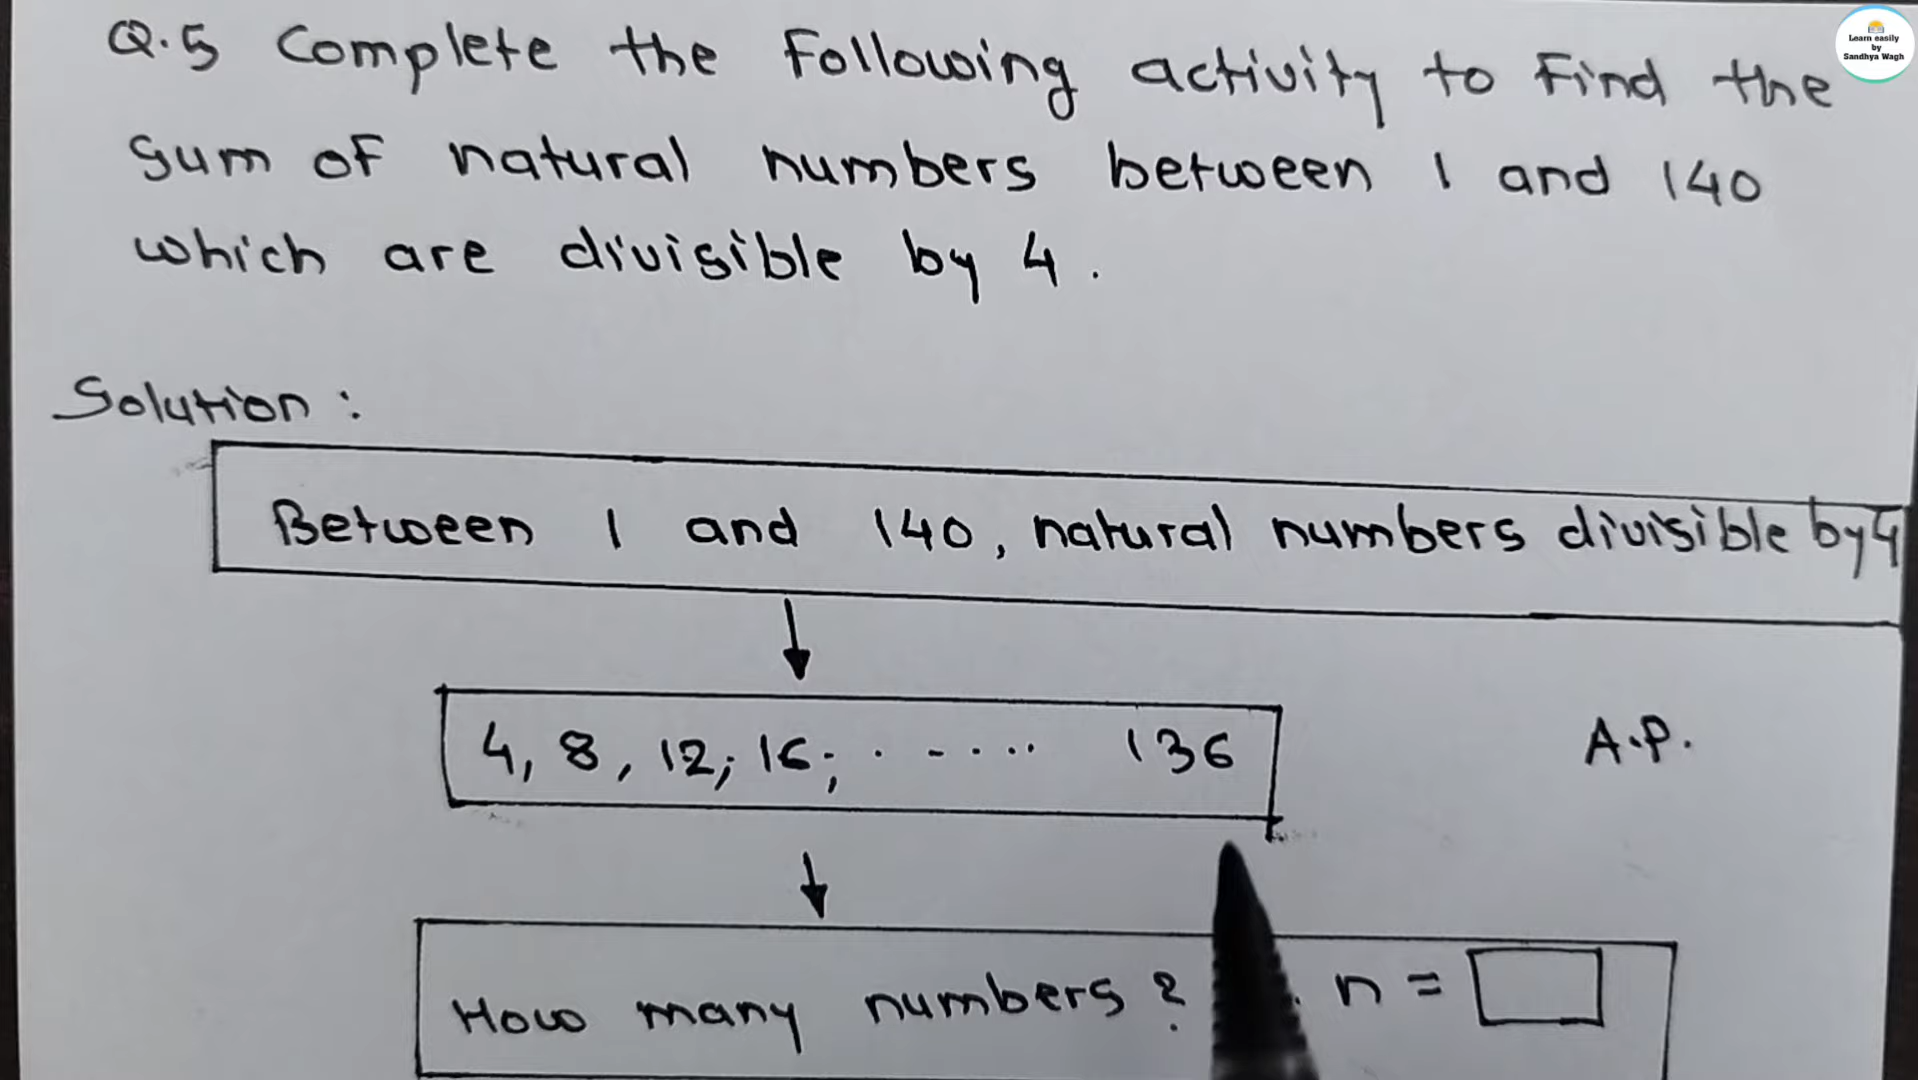 Learn easily
by
Sandhya Wagh
Q.5 Complete the following activity to find the
sum of natural numbers between 1 and 140
which are divisible by 4.
Solution :
Between 1 and 140, natural numbers divisible by 4
4, 8, 12, 16, . - . . . . 136
A.P.
How many numbers ? . n =